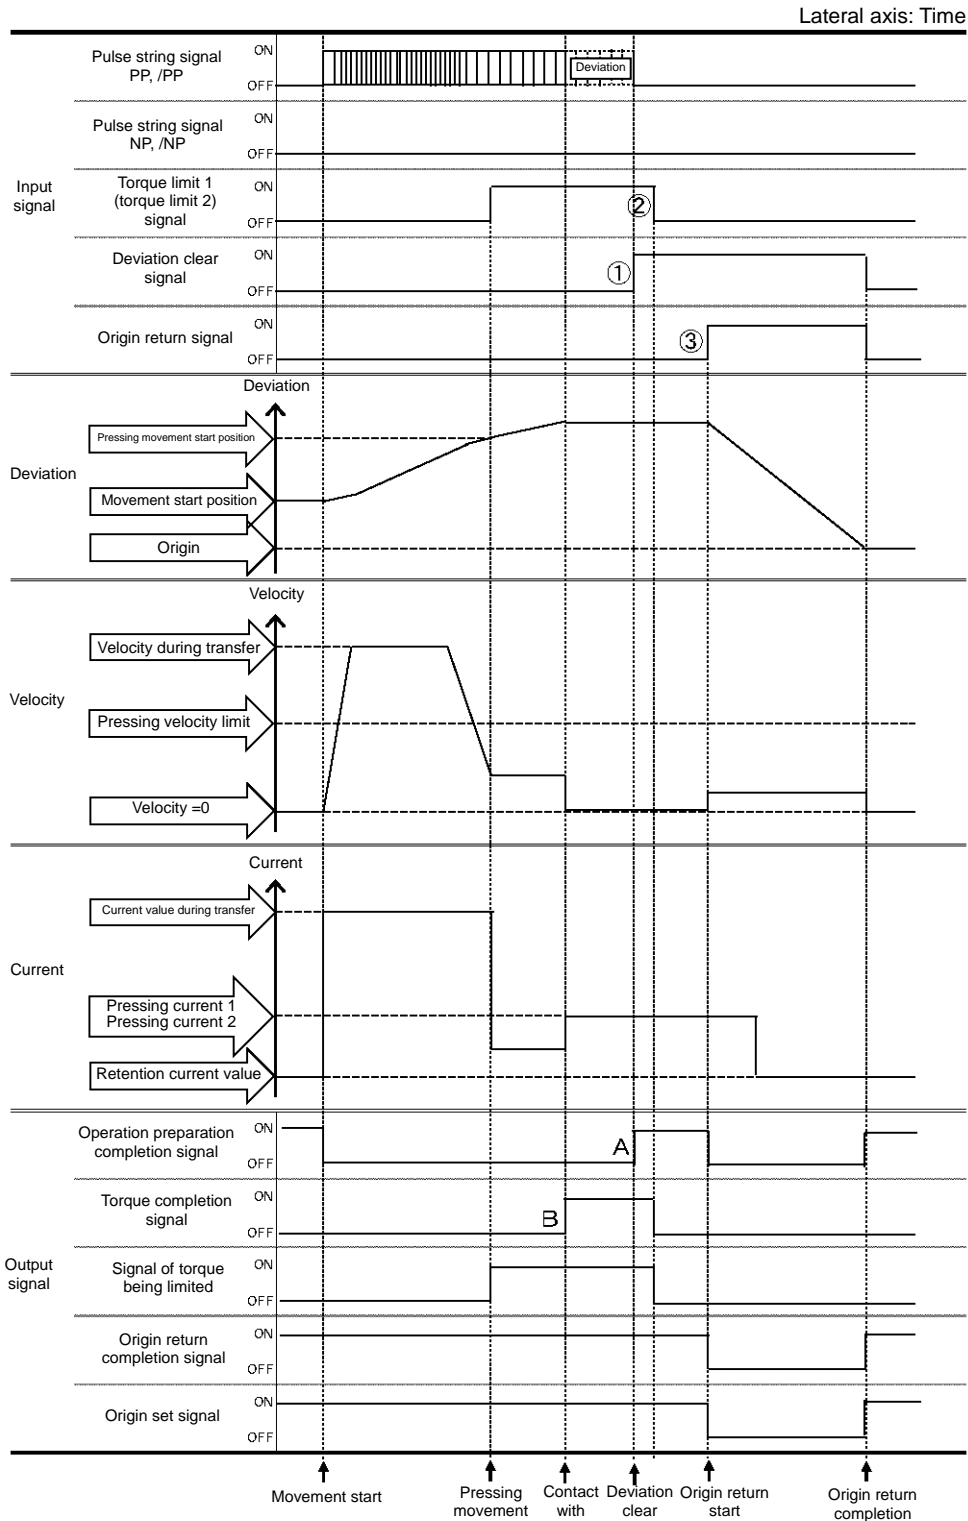 Lateral axis: Time
Input
signal
Pulse string signal
PP, /PP
ON
OFF
Deviation
Pulse string signal
NP, /NP
ON
OFF
Torque limit 1
(torque limit 2)
signal
ON
OFF
②
Deviation clear
signal
ON
OFF
①
Origin return signal
ON
OFF
③
Deviation
Deviation
Pressing movement start position
Movement start position
Origin
Velocity
Velocity
Velocity during transfer
Pressing velocity limit
Velocity =0
Current
Current
Current value during transfer
Pressing current 1
Pressing current 2
Retention current value
Output
signal
Operation preparation
completion signal
ON
OFF
A
Torque completion
signal
ON
OFF
B
Signal of torque
being limited
ON
OFF
Origin return
completion signal
ON
OFF
Origin set signal
ON
OFF
Movement start
Pressing
movement
Contact
with
Deviation
clear
Origin return
start
Origin return
completion